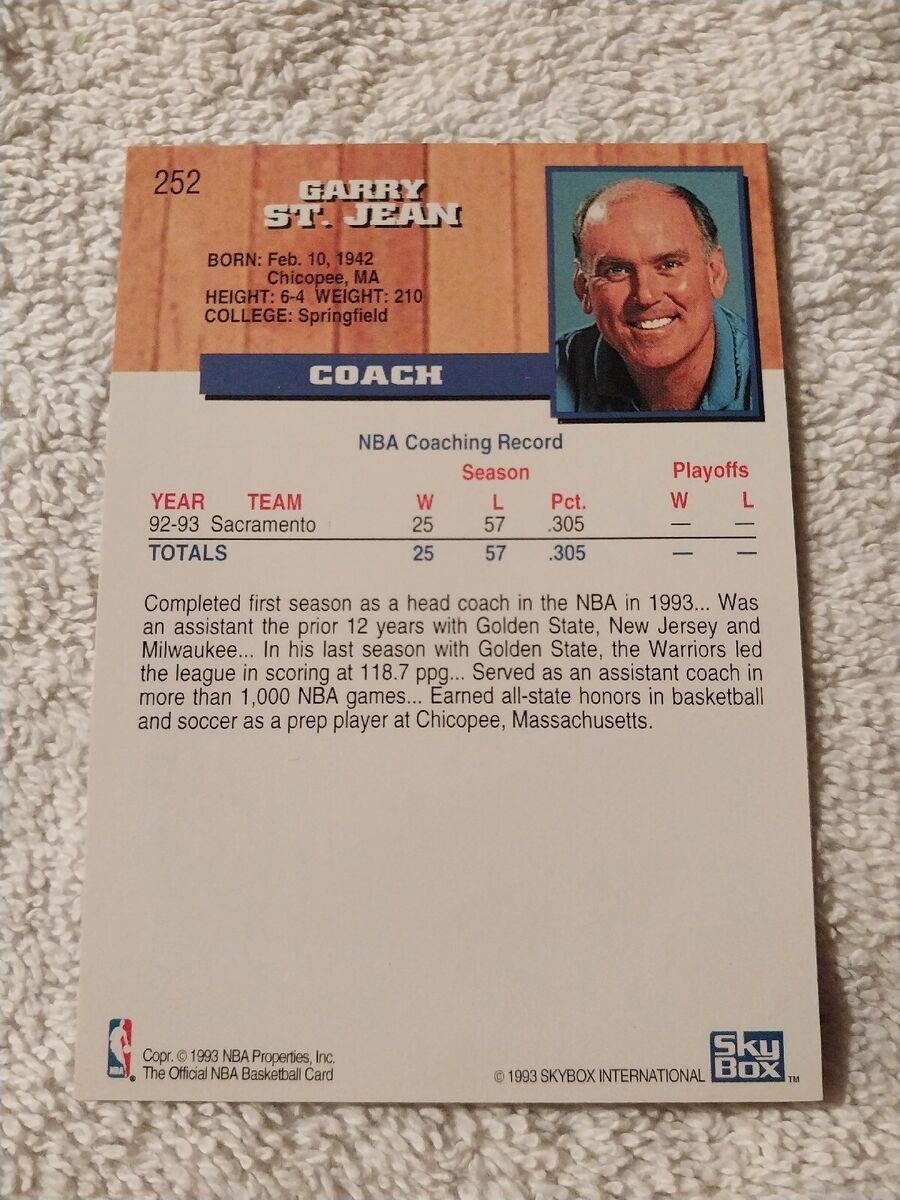 252
GARRY
ST. JEAN
BORN: Feb. 10, 1942
Chicopee, MA
HEIGHT: 6-4 WEIGHT: 210
COLLEGE: Springfield
COACH
NBA Coaching Record
Season Playoffs
YEAR TEAM W L Pct. W L
92-93 Sacramento 25 57 .305 — —
TOTALS 25 57 .305 — —
Completed first season as a head coach in the NBA in 1993... Was
an assistant the prior 12 years with Golden State, New Jersey and
Milwaukee... In his last season with Golden State, the Warriors led
the league in scoring at 118.7 ppg... Served as an assistant coach in
more than 1,000 NBA games... Earned all-state honors in basketball
and soccer as a prep player at Chicopee, Massachusetts.
NBA ®
Copr. © 1993 NBA Properties, Inc.
The Official NBA Basketball Card
© 1993 SKYBOX INTERNATIONAL
Sky
Box TM